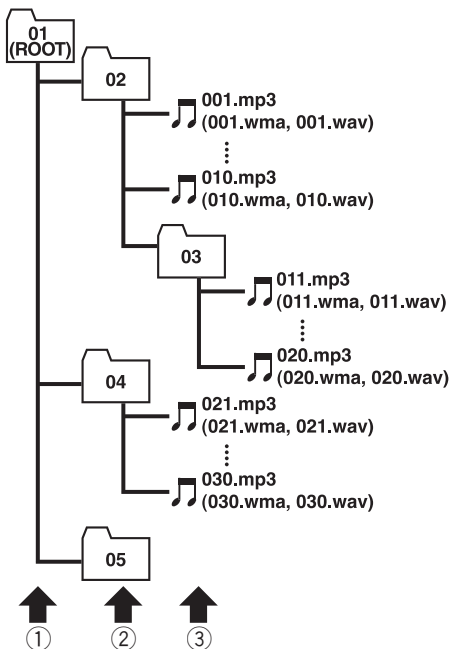 01
(ROOT)
02
001.mp3
(001.wma, 001.wav)
010.mp3
(010.wma, 010.wav)
03
011.mp3
(011.wma, 011.wav)
020.mp3
(020.wma, 020.wav)
04
021.mp3
(021.wma, 021.wav)
030.mp3
(030.wma, 030.wav)
05
① ② ③